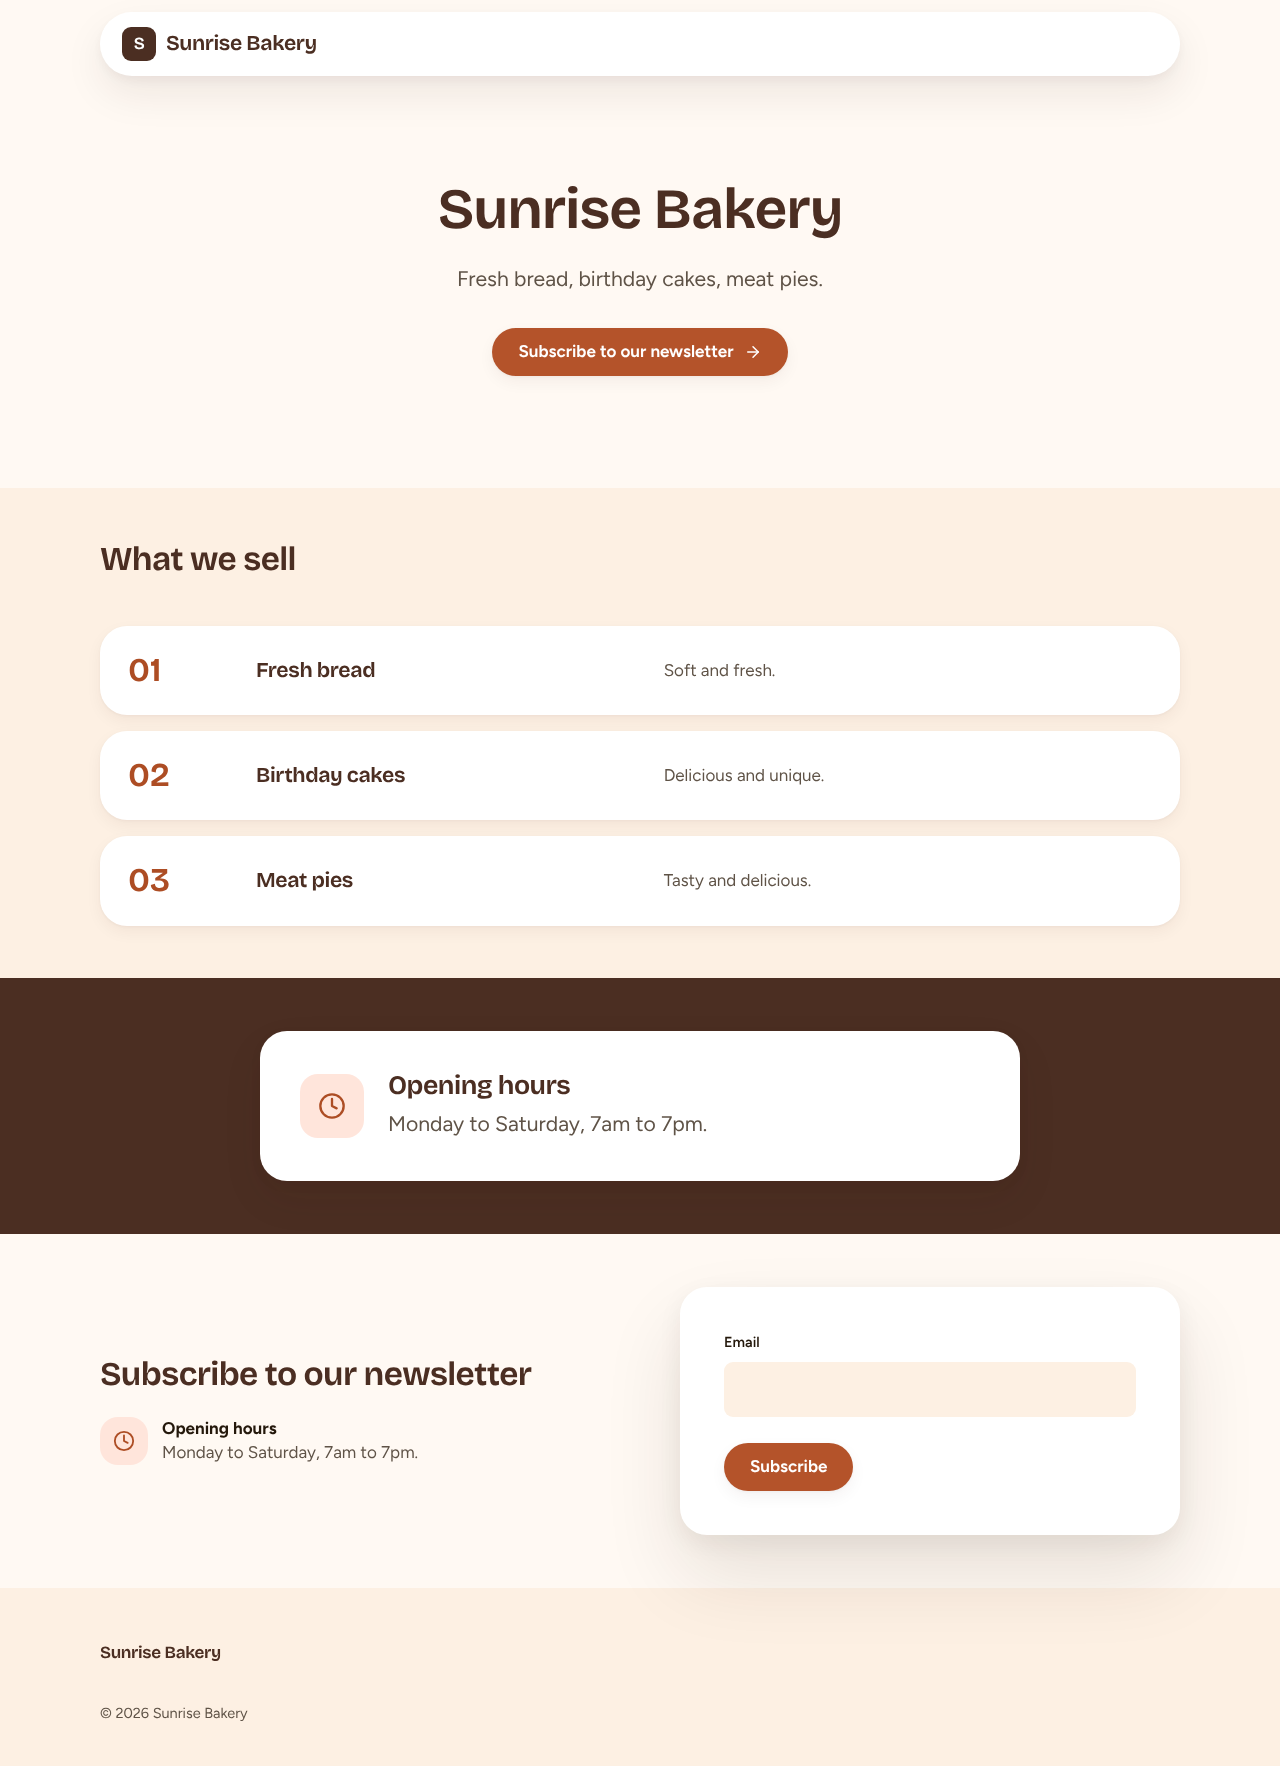 S
Sunrise Bakery
Sunrise Bakery
Fresh bread, birthday cakes, meat pies.
Subscribe to our newsletter
What we sell
01
Fresh bread
Soft and fresh.
02
Birthday cakes
Delicious and unique.
03
Meat pies
Tasty and delicious.
Opening hours
Monday to Saturday, 7am to 7pm.
Subscribe to our newsletter
Opening hours
Monday to Saturday, 7am to 7pm.
Email
Subscribe
Sunrise Bakery
© 2026 Sunrise Bakery